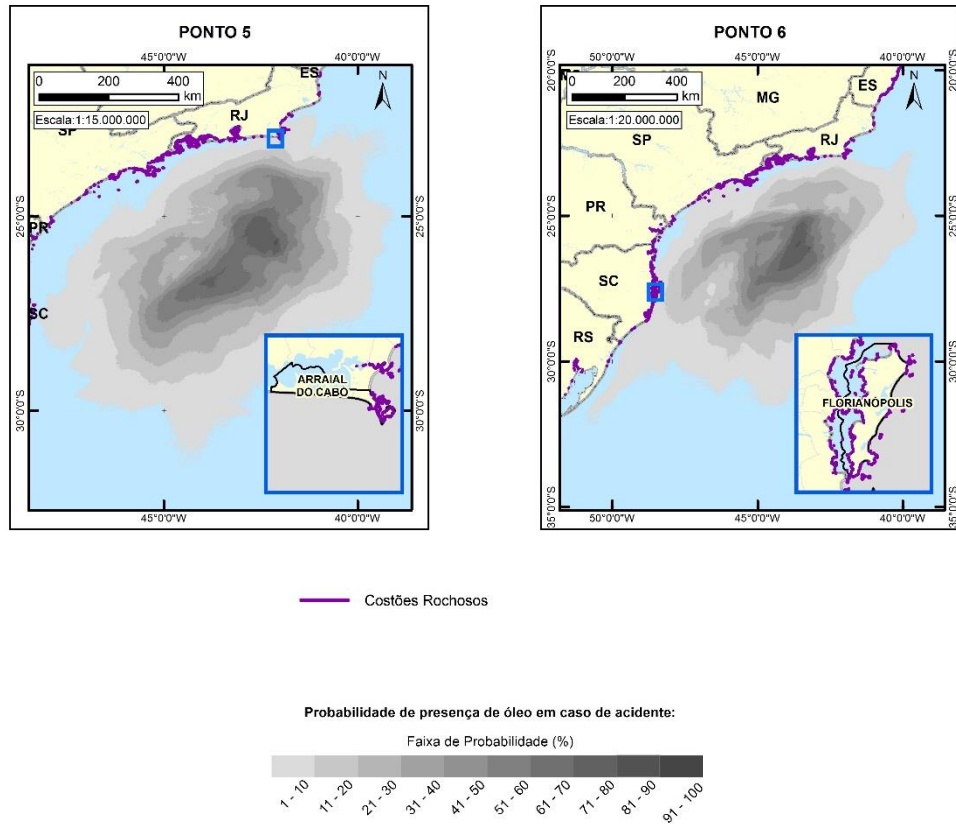 PONTO 5
45°0'0"W
40°0'0"W
0
200
400
km
Escala:1:15.000.000
N
ES
RJ
SP
PR
SC
25°0'0"S
25°0'0"S
30°0'0"S
30°0'0"S
ARRAIAL
DO CABO
45°0'0"W
40°0'0"W
PONTO 6
50°0'0"W
45°0'0"W
40°0'0"W
0
200
400
km
Escala:1:20.000.000
N
20°0'0"S
20°0'0"S
MG
ES
SP
RJ
PR
SC
RS
25°0'0"S
25°0'0"S
30°0'0"S
30°0'0"S
FLORIANÓPOLIS
35°0'0"S
35°0'0"S
50°0'0"W
45°0'0"W
40°0'0"W
Costões Rochosos
Probabilidade de presença de óleo em caso de acidente:
Faixa de Probabilidade (%)
1 - 10
11 - 20
21 - 30
31 - 40
41 - 50
51 - 60
61 - 70
71 - 80
81 - 90
91 - 100